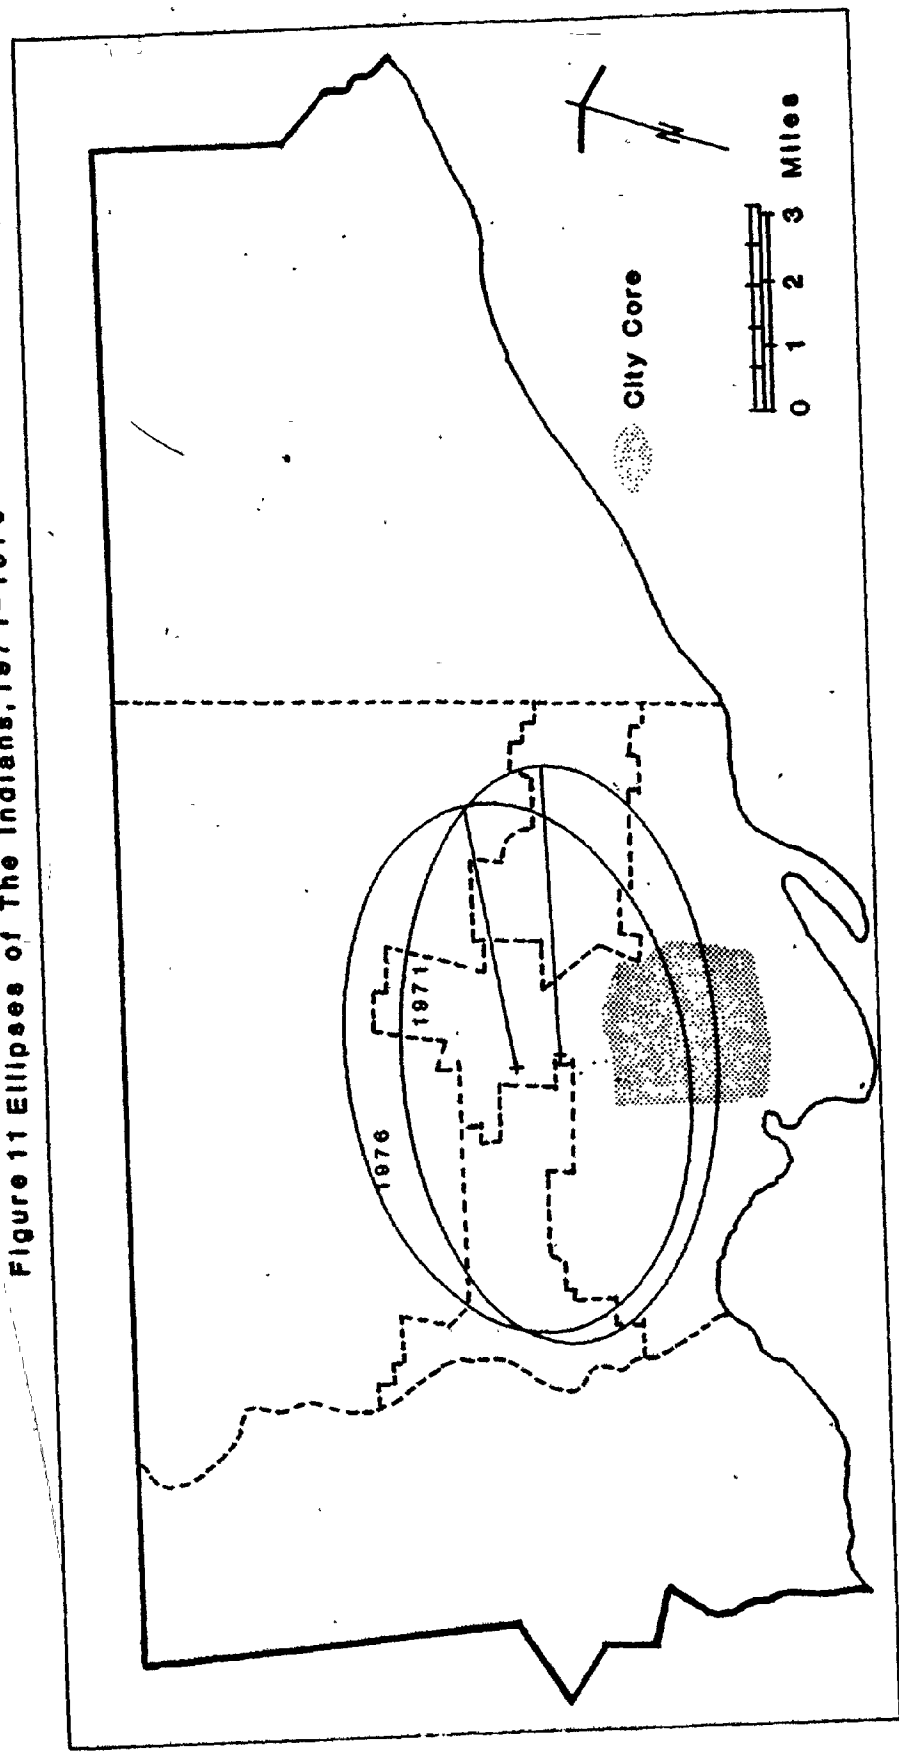 Figure 11 Ellipses of The Indians, 1971-1976
1976
1971
City Core
0 1 2 3 Miles
N